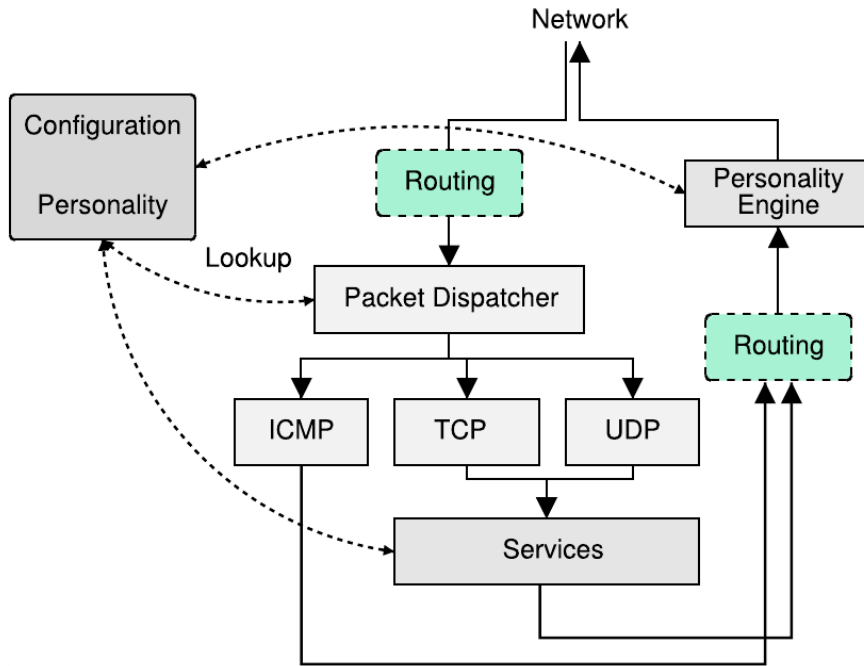 Network
Configuration
Personality
Routing
Personality
Engine
Lookup
Packet Dispatcher
Routing
ICMP
TCP
UDP
Services